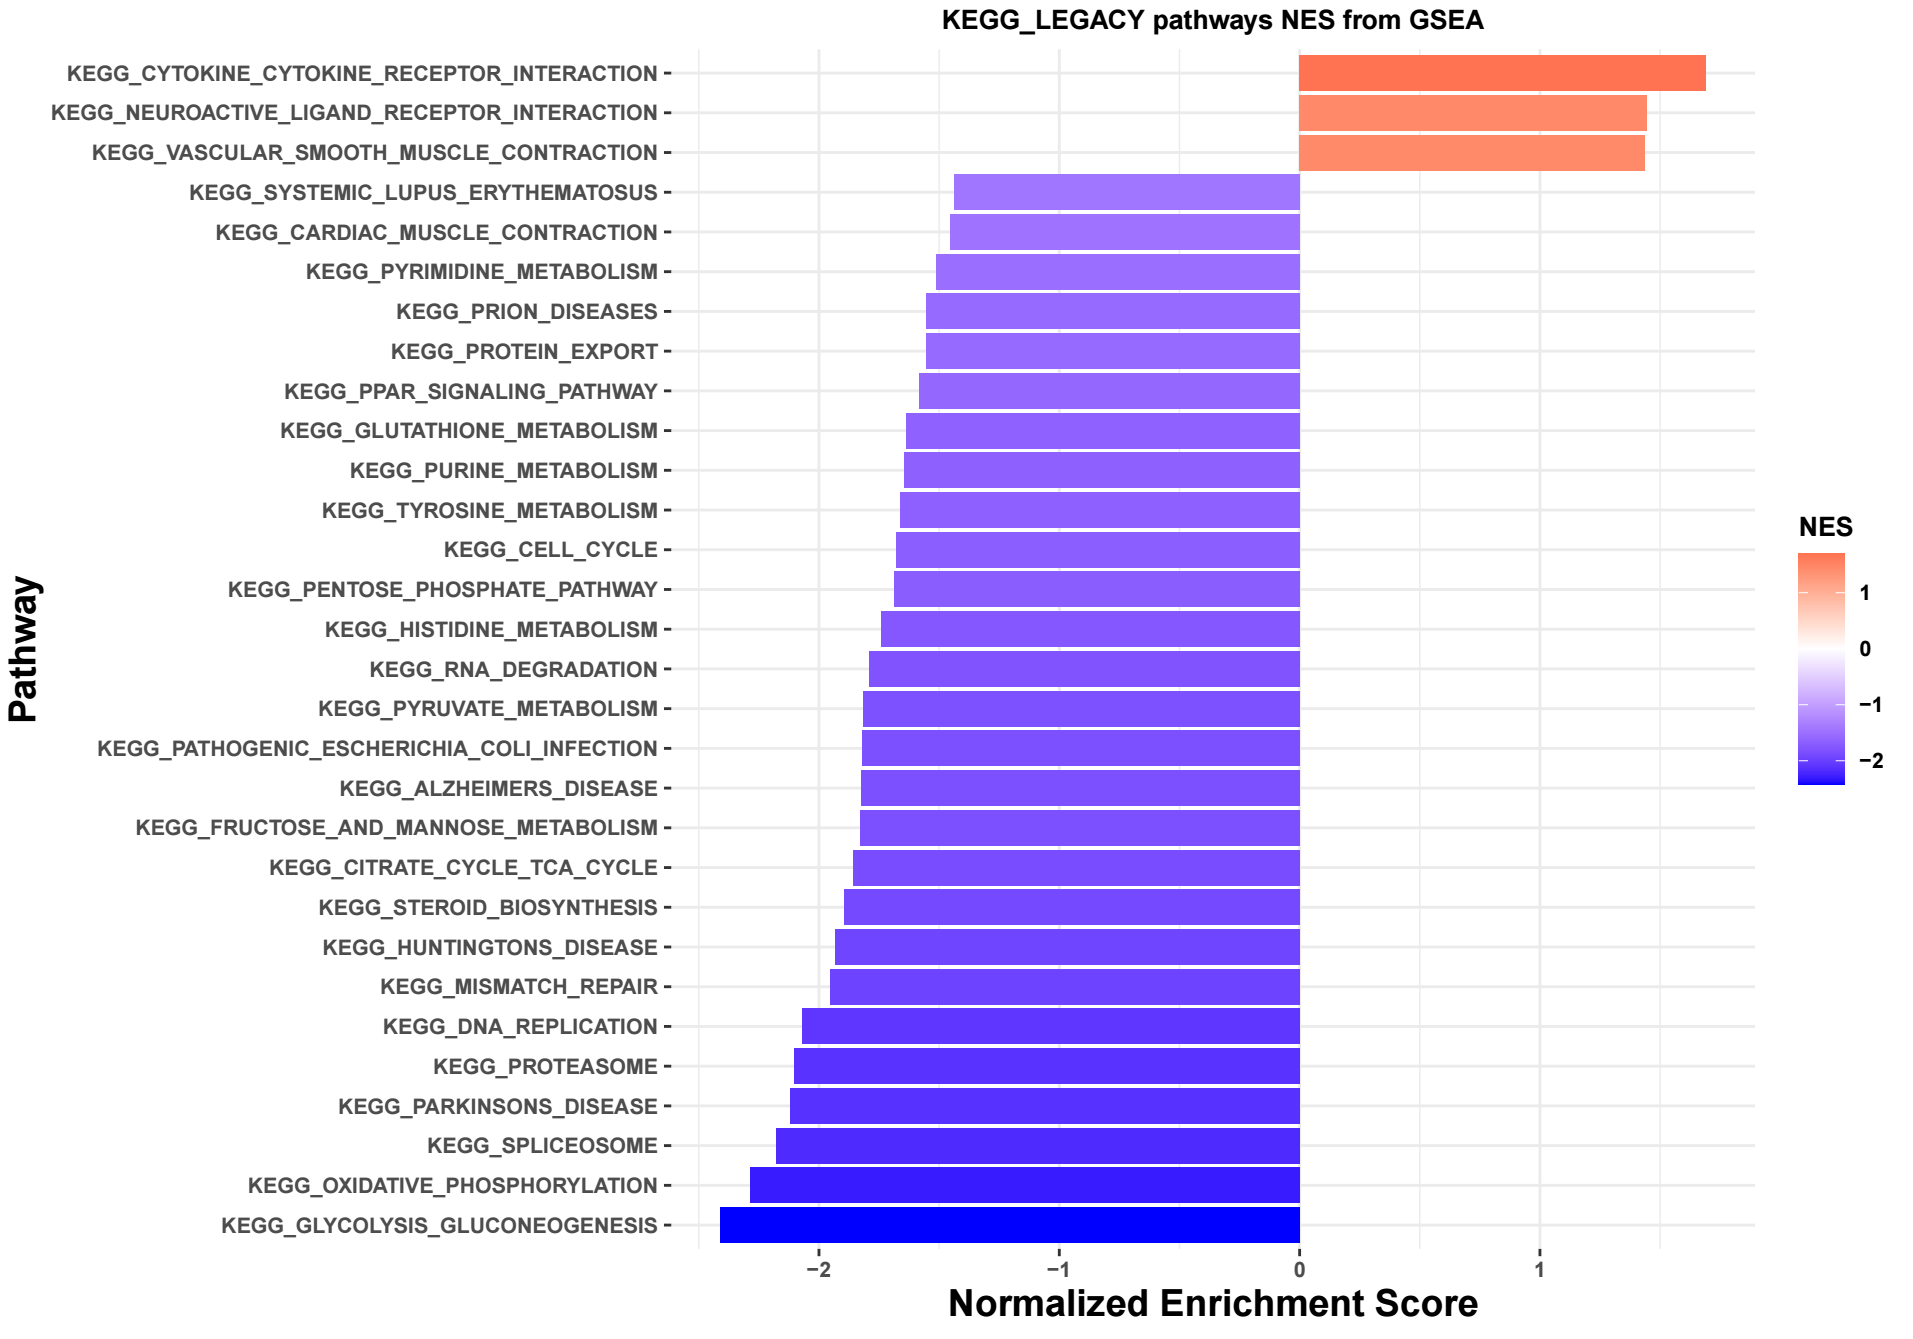 KEGG_LEGACY pathways NES from GSEA
KEGG_CYTOKINE_CYTOKINE_RECEPTOR_INTERACTION
KEGG_NEUROACTIVE_LIGAND_RECEPTOR_INTERACTION
KEGG_VASCULAR_SMOOTH_MUSCLE_CONTRACTION
KEGG_SYSTEMIC_LUPUS_ERYTHEMATOSUS
KEGG_CARDIAC_MUSCLE_CONTRACTION
KEGG_PYRIMIDINE_METABOLISM
KEGG_PRION_DISEASES
KEGG_PROTEIN_EXPORT
KEGG_PPAR_SIGNALING_PATHWAY
KEGG_GLUTATHIONE_METABOLISM
KEGG_PURINE_METABOLISM
KEGG_TYROSINE_METABOLISM
KEGG_CELL_CYCLE
KEGG_PENTOSE_PHOSPHATE_PATHWAY
KEGG_HISTIDINE_METABOLISM
KEGG_RNA_DEGRADATION
KEGG_PYRUVATE_METABOLISM
KEGG_PATHOGENIC_ESCHERICHIA_COLI_INFECTION
KEGG_ALZHEIMERS_DISEASE
KEGG_FRUCTOSE_AND_MANNOSE_METABOLISM
KEGG_CITRATE_CYCLE_TCA_CYCLE
KEGG_STEROID_BIOSYNTHESIS
KEGG_HUNTINGTONS_DISEASE
KEGG_MISMATCH_REPAIR
KEGG_DNA_REPLICATION
KEGG_PROTEASOME
KEGG_PARKINSONS_DISEASE
KEGG_SPLICEOSOME
KEGG_OXIDATIVE_PHOSPHORYLATION
KEGG_GLYCOLYSIS_GLUCONEOGENESIS
Pathway
−2 −1 0 1
Normalized Enrichment Score
NES
1
0
−1
−2